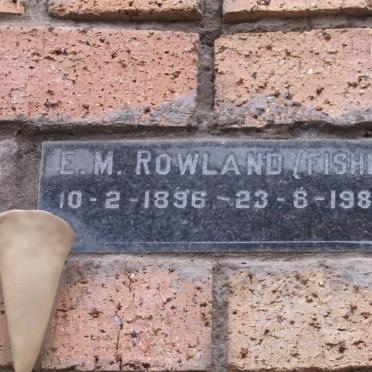 E. M. ROWLAND (FISH
10-2-1896 ~ 23-8-198